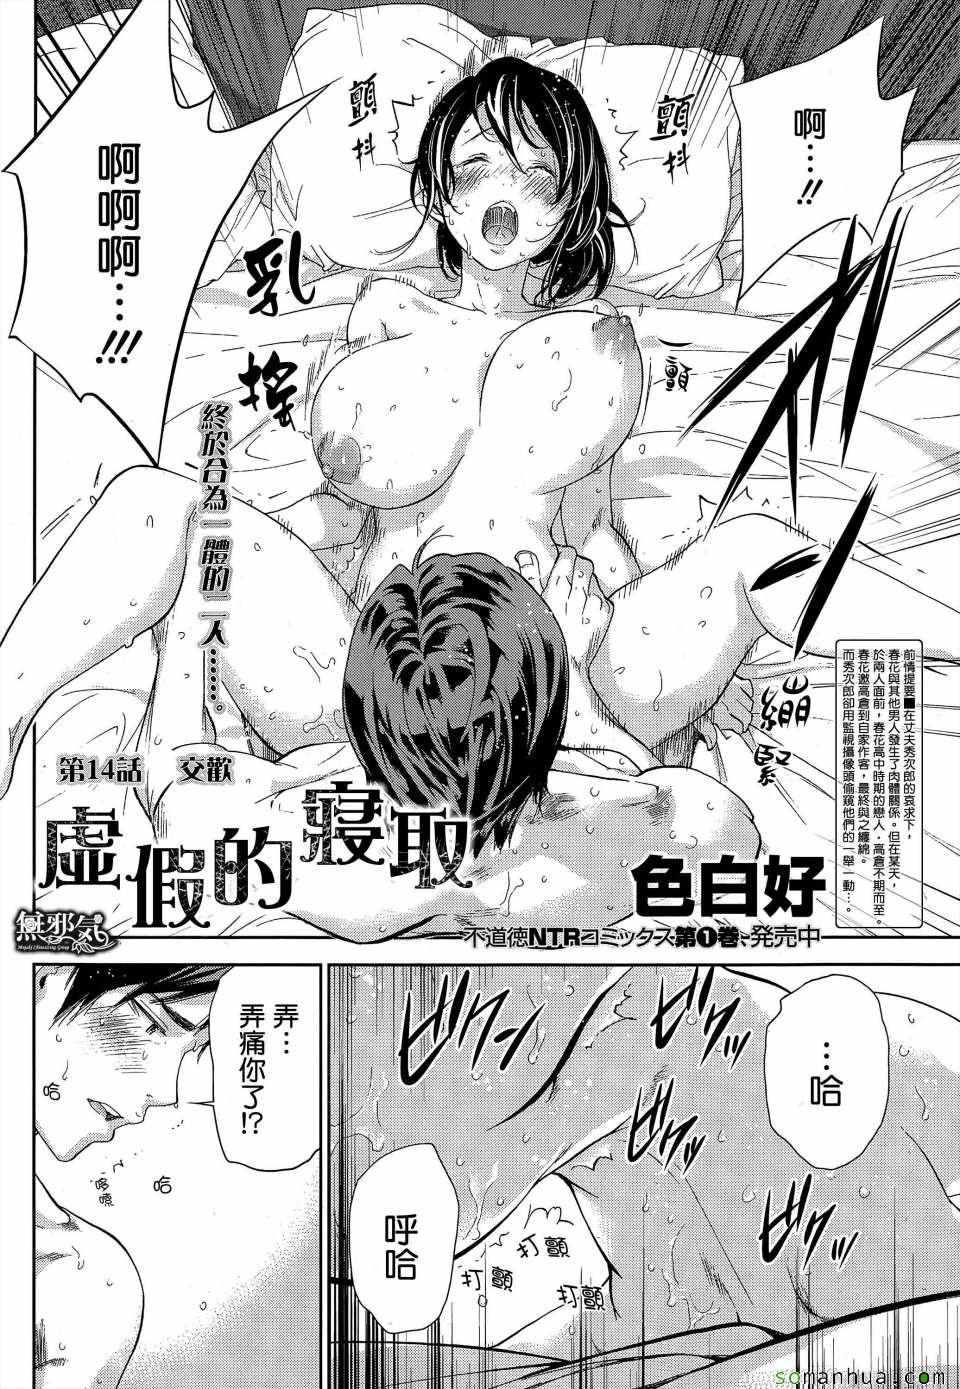 啊…!!
顫抖
顫抖
啊啊啊…!!!
乳
搖
顫
繃緊
終於合為一體的二人……。
前情提要■在丈夫秀次郎的哀求下，
春花與其他男人發生了肉體關係。但在某天，
於兩人面前，春花高中時期的戀人，高倉不期而至。
春花邀高倉到自家作客，最終與之纏綿。
而秀次郎卻用監視攝像頭偷窺他們的一舉一動…。
第14話 交歡
虛假的寢取
色白好
不道徳NTRコミックス第❶巻、発売中
無邪気
…哈
ビクン
ビクン
ビクン
ビクッ
呼哈
打顫
打顫
打顫
弄…
弄痛你了!?
哈
哈
哆嗦
somanhua.com